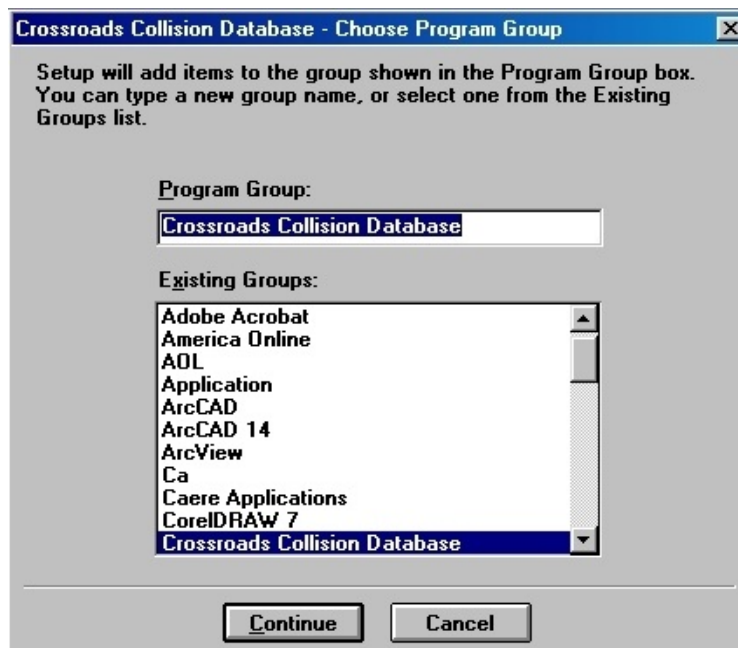 Crossroads Collision Database - Choose Program Group
Setup will add items to the group shown in the Program Group box.
You can type a new group name, or select one from the Existing
Groups list.
Program Group:
Crossroads Collision Database
Existing Groups:
Adobe Acrobat
America Online
AOL
Application
ArcCAD
ArcCAD 14
ArcView
Ca
Caere Applications
CorelDRAW 7
Crossroads Collision Database
Continue Cancel